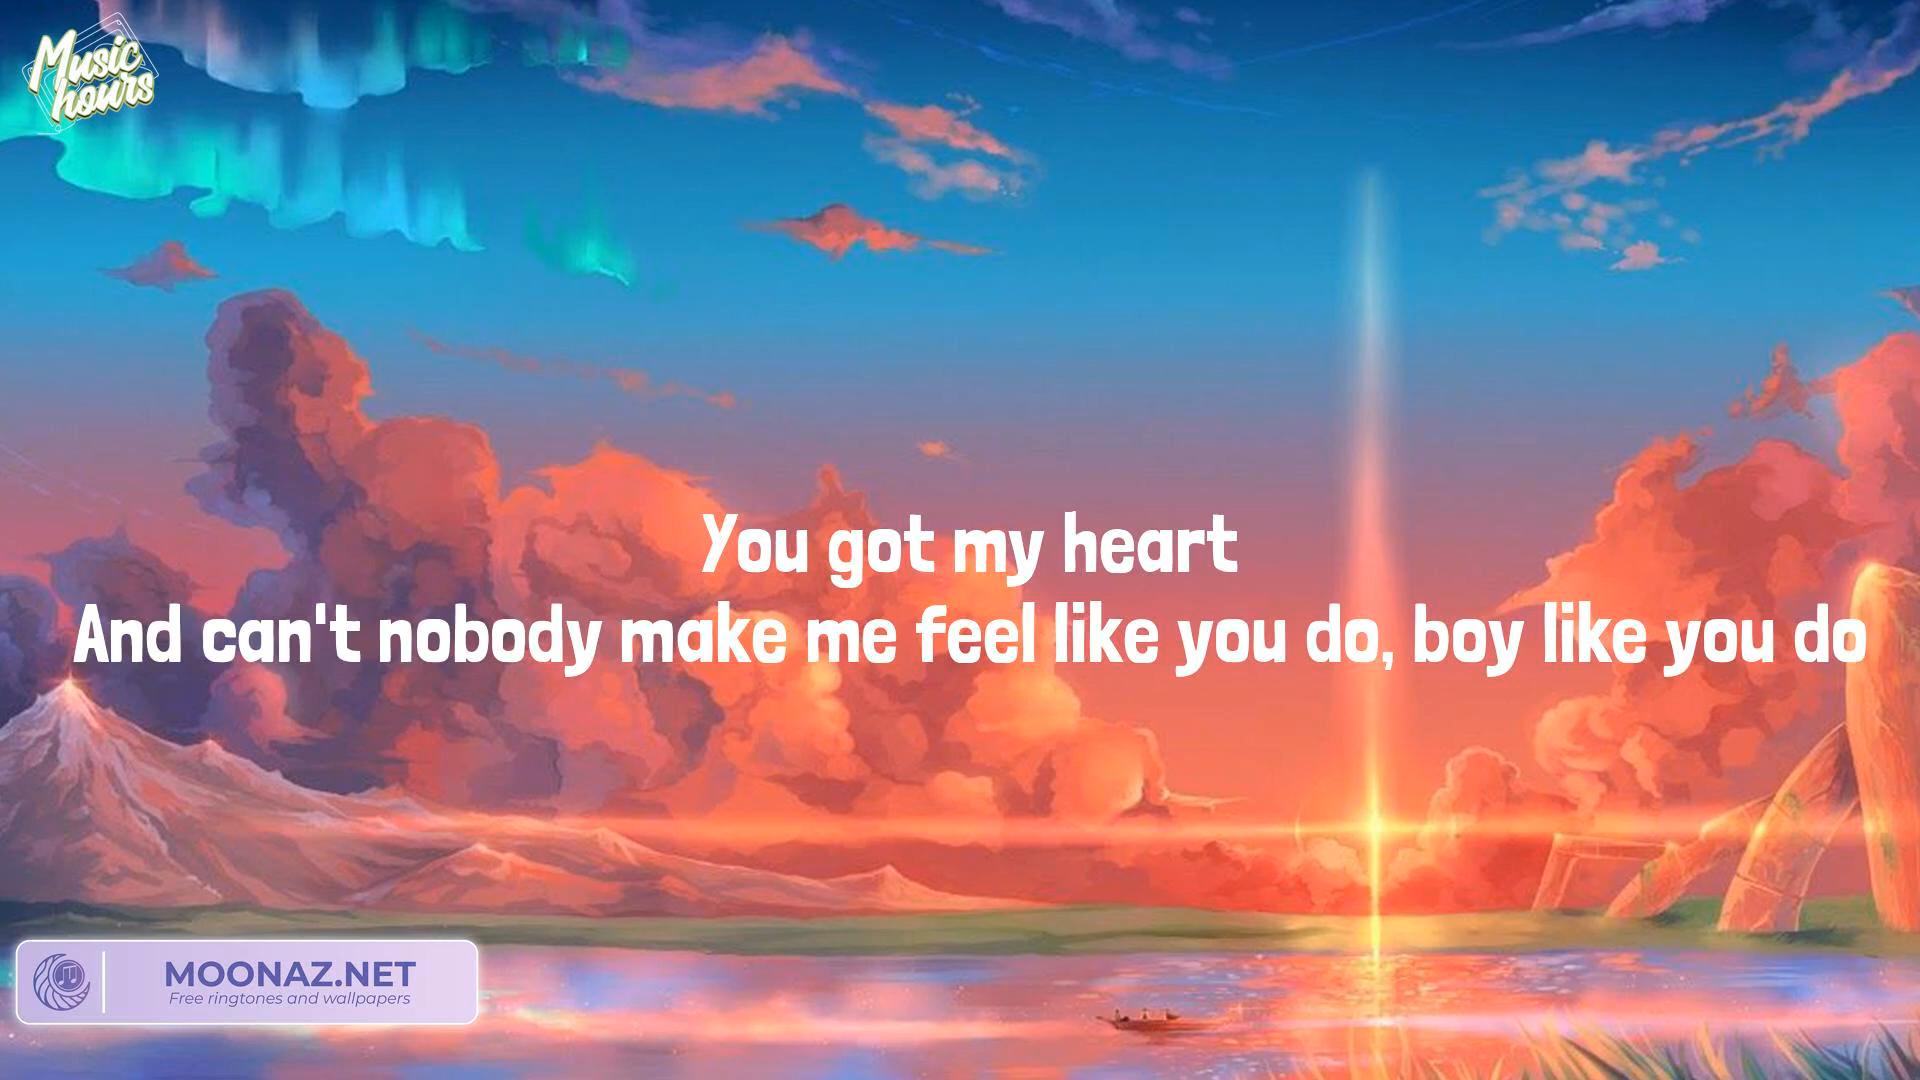 Music
hours
You got my heart
And can't nobody make me feel like you do, boy like you do
MOONAZ.NET
Free ringtones and wallpapers